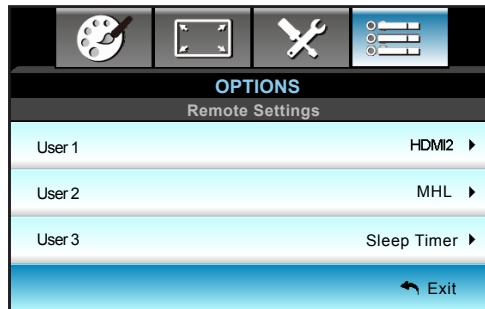 OPTIONS
Remote Settings
User 1 HDMI2
User 2 MHL
User 3 Sleep Timer
Exit